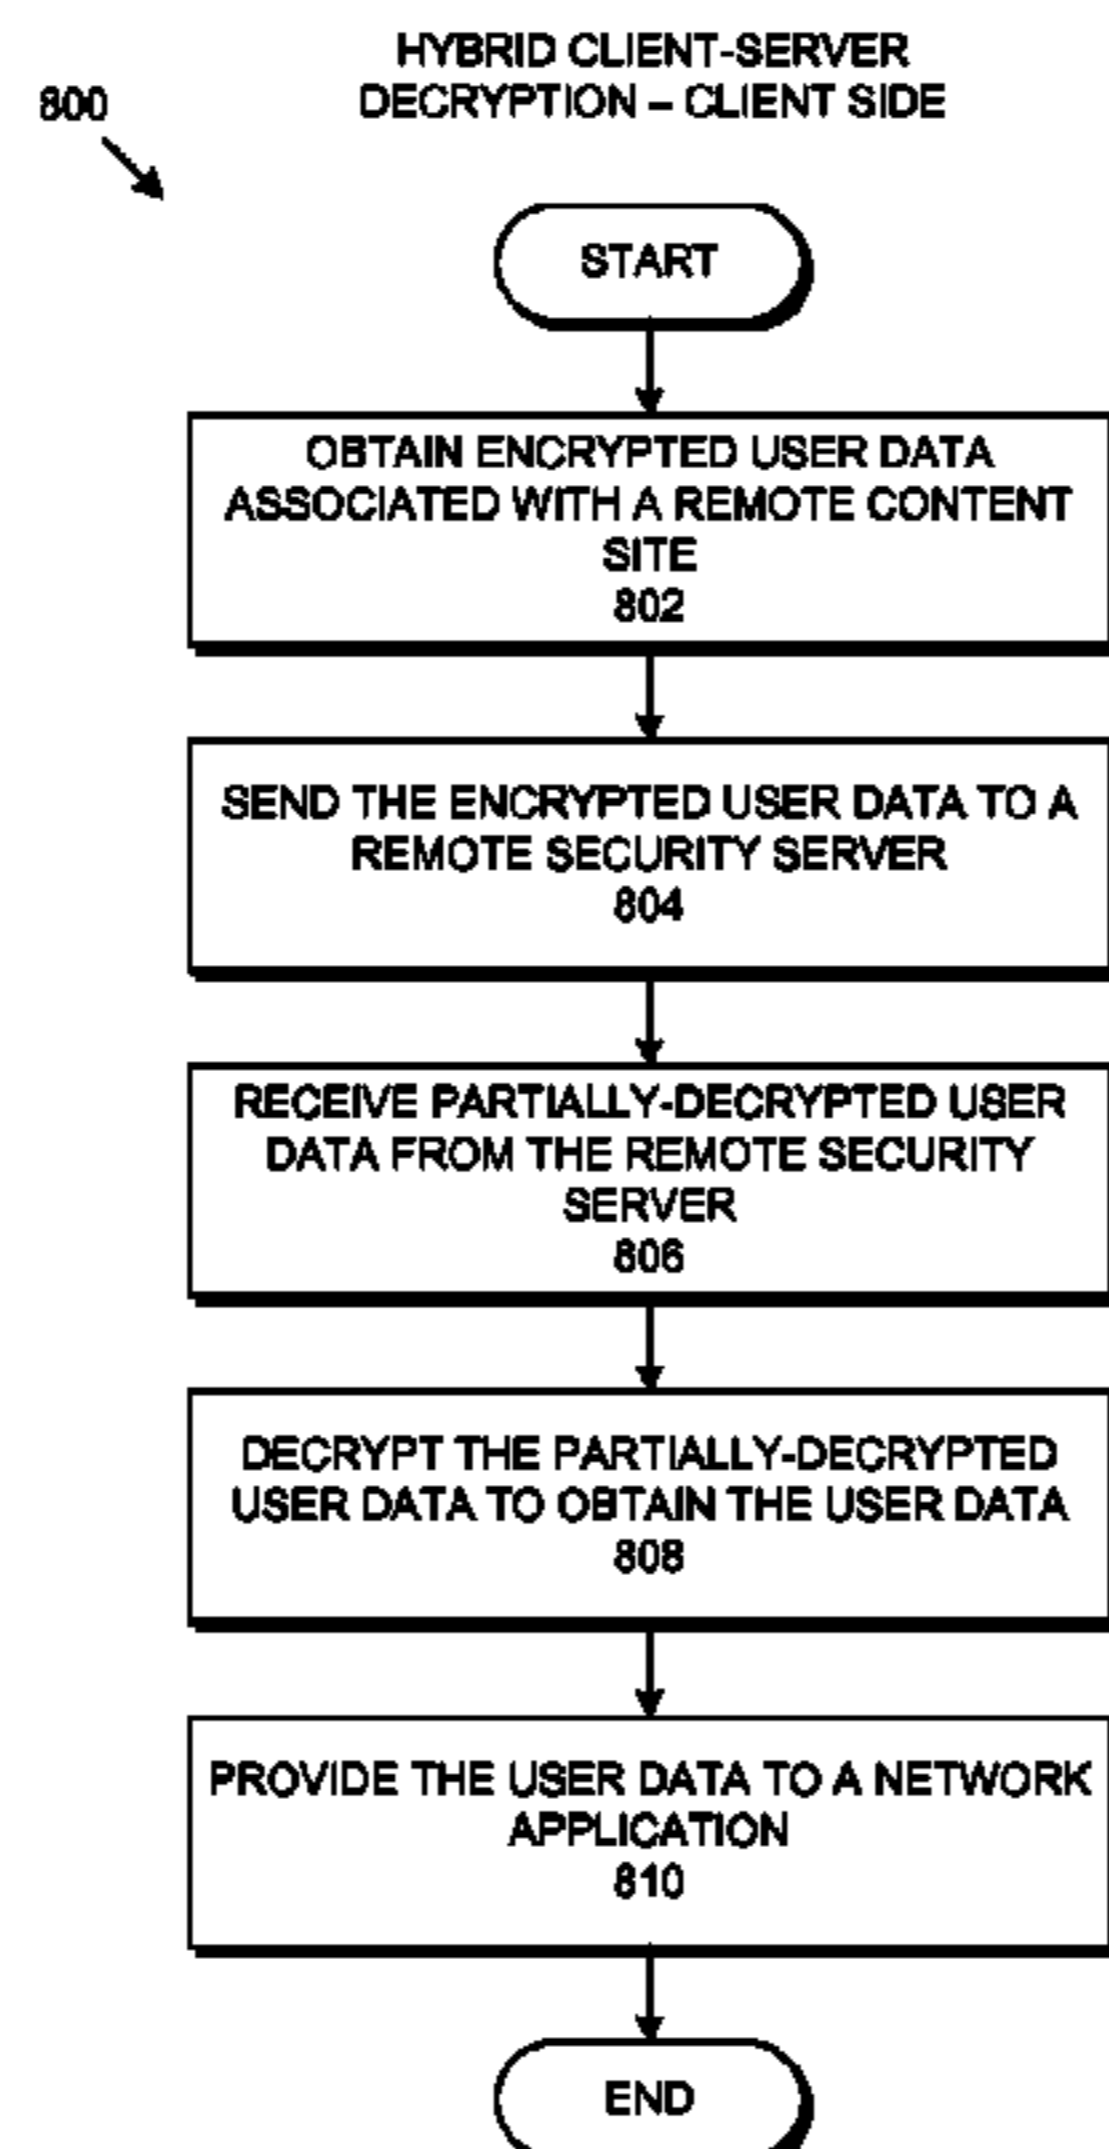 HYBRID CLIENT-SERVER
DECRYPTION – CLIENT SIDE
800
START
OBTAIN ENCRYPTED USER DATA
ASSOCIATED WITH A REMOTE CONTENT
SITE
802
SEND THE ENCRYPTED USER DATA TO A
REMOTE SECURITY SERVER
804
RECEIVE PARTIALLY-DECRYPTED USER
DATA FROM THE REMOTE SECURITY
SERVER
806
DECRYPT THE PARTIALLY-DECRYPTED
USER DATA TO OBTAIN THE USER DATA
808
PROVIDE THE USER DATA TO A NETWORK
APPLICATION
810
END